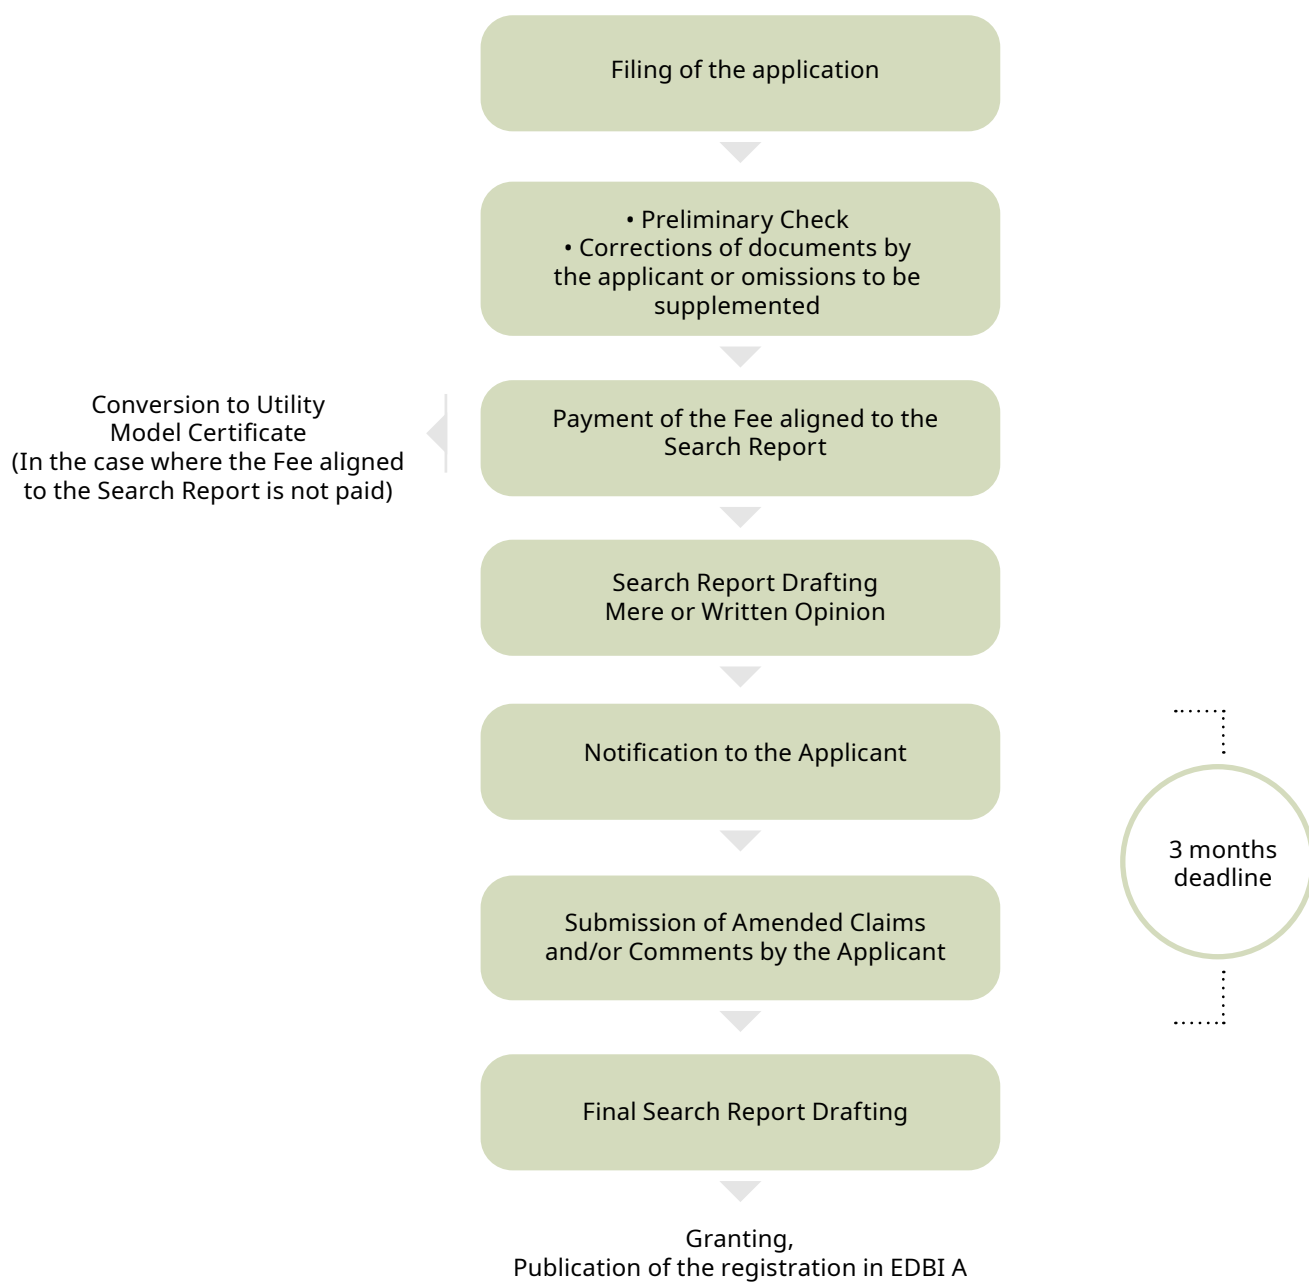 Filing of the application
• Preliminary Check
• Corrections of documents by
the applicant or omissions to be
supplemented
Conversion to Utility
Model Certificate
(In the case where the Fee aligned
to the Search Report is not paid)
Payment of the Fee aligned to the
Search Report
Search Report Drafting
Mere or Written Opinion
Notification to the Applicant
3 months
deadline
Submission of Amended Claims
and/or Comments by the Applicant
Final Search Report Drafting
Granting,
Publication of the registration in EDBI A